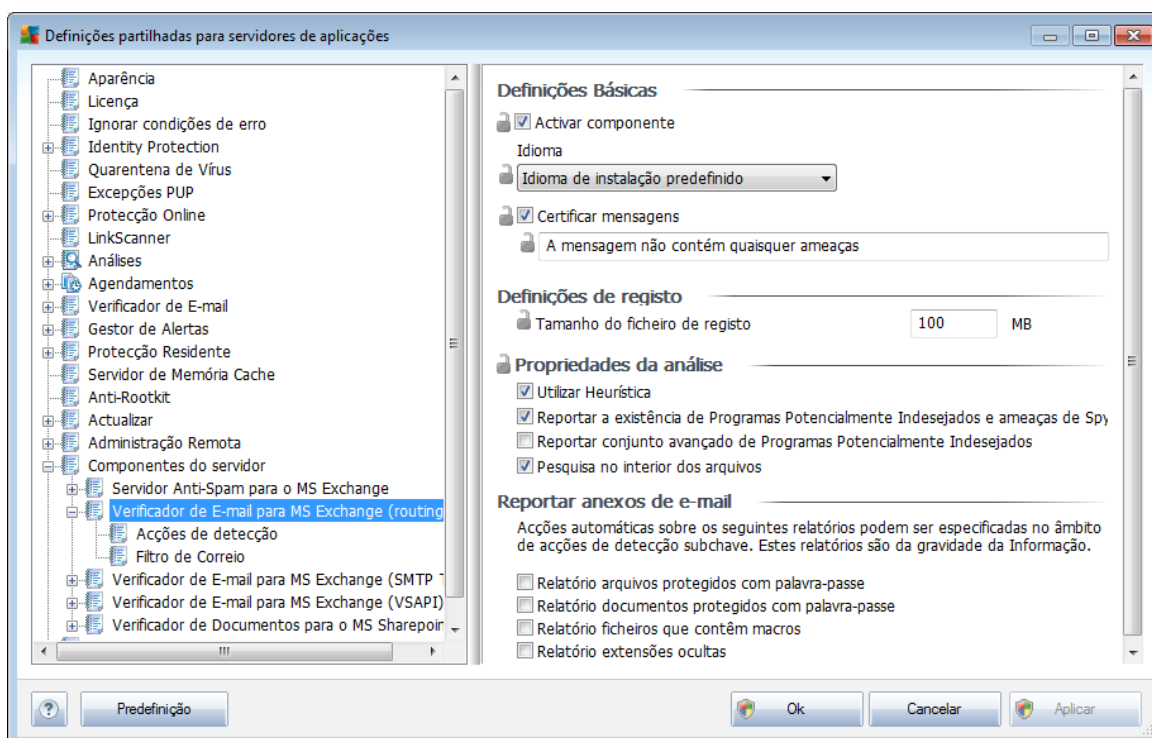 Definições partilhadas para servidores de aplicações
Aparência
Licença
Ignorar condições de erro
Identity Protection
Quarentena de Vírus
Excepções PUP
Protecção Online
LinkScanner
Análises
Agendamentos
Verificador de E-mail
Gestor de Alertas
Protecção Residente
Servidor de Memória Cache
Anti-Rootkit
Actualizar
Administração Remota
Componentes do servidor
Servidor Anti-Spam para o MS Exchange
Verificador de E-mail para MS Exchange (routing
Acções de detecção
Filtro de Correio
Verificador de E-mail para MS Exchange (SMTP
Verificador de E-mail para MS Exchange (VSAPI)
Verificador de Documentos para o MS Sharepoin
Definições Básicas
Activar componente
Idioma
Idioma de instalação predefinido
Certificar mensagens
A mensagem não contém quaisquer ameaças
Definições de registo
Tamanho do ficheiro de registo 100 MB
Propriedades da análise
Utilizar Heurística
Reportar a existência de Programas Potencialmente Indesejados e ameaças de Spy
Reportar conjunto avançado de Programas Potencialmente Indesejados
Pesquisa no interior dos arquivos
Reportar anexos de e-mail
Acções automáticas sobre os seguintes relatórios podem ser especificadas no âmbito
de acções de detecção subchave. Estes relatórios são da gravidade da Informação.
Relatório arquivos protegidos com palavra-passe
Relatório documentos protegidos com palavra-passe
Relatório ficheiros que contêm macros
Relatório extensões ocultas
? Predefinição Ok Cancelar Aplicar